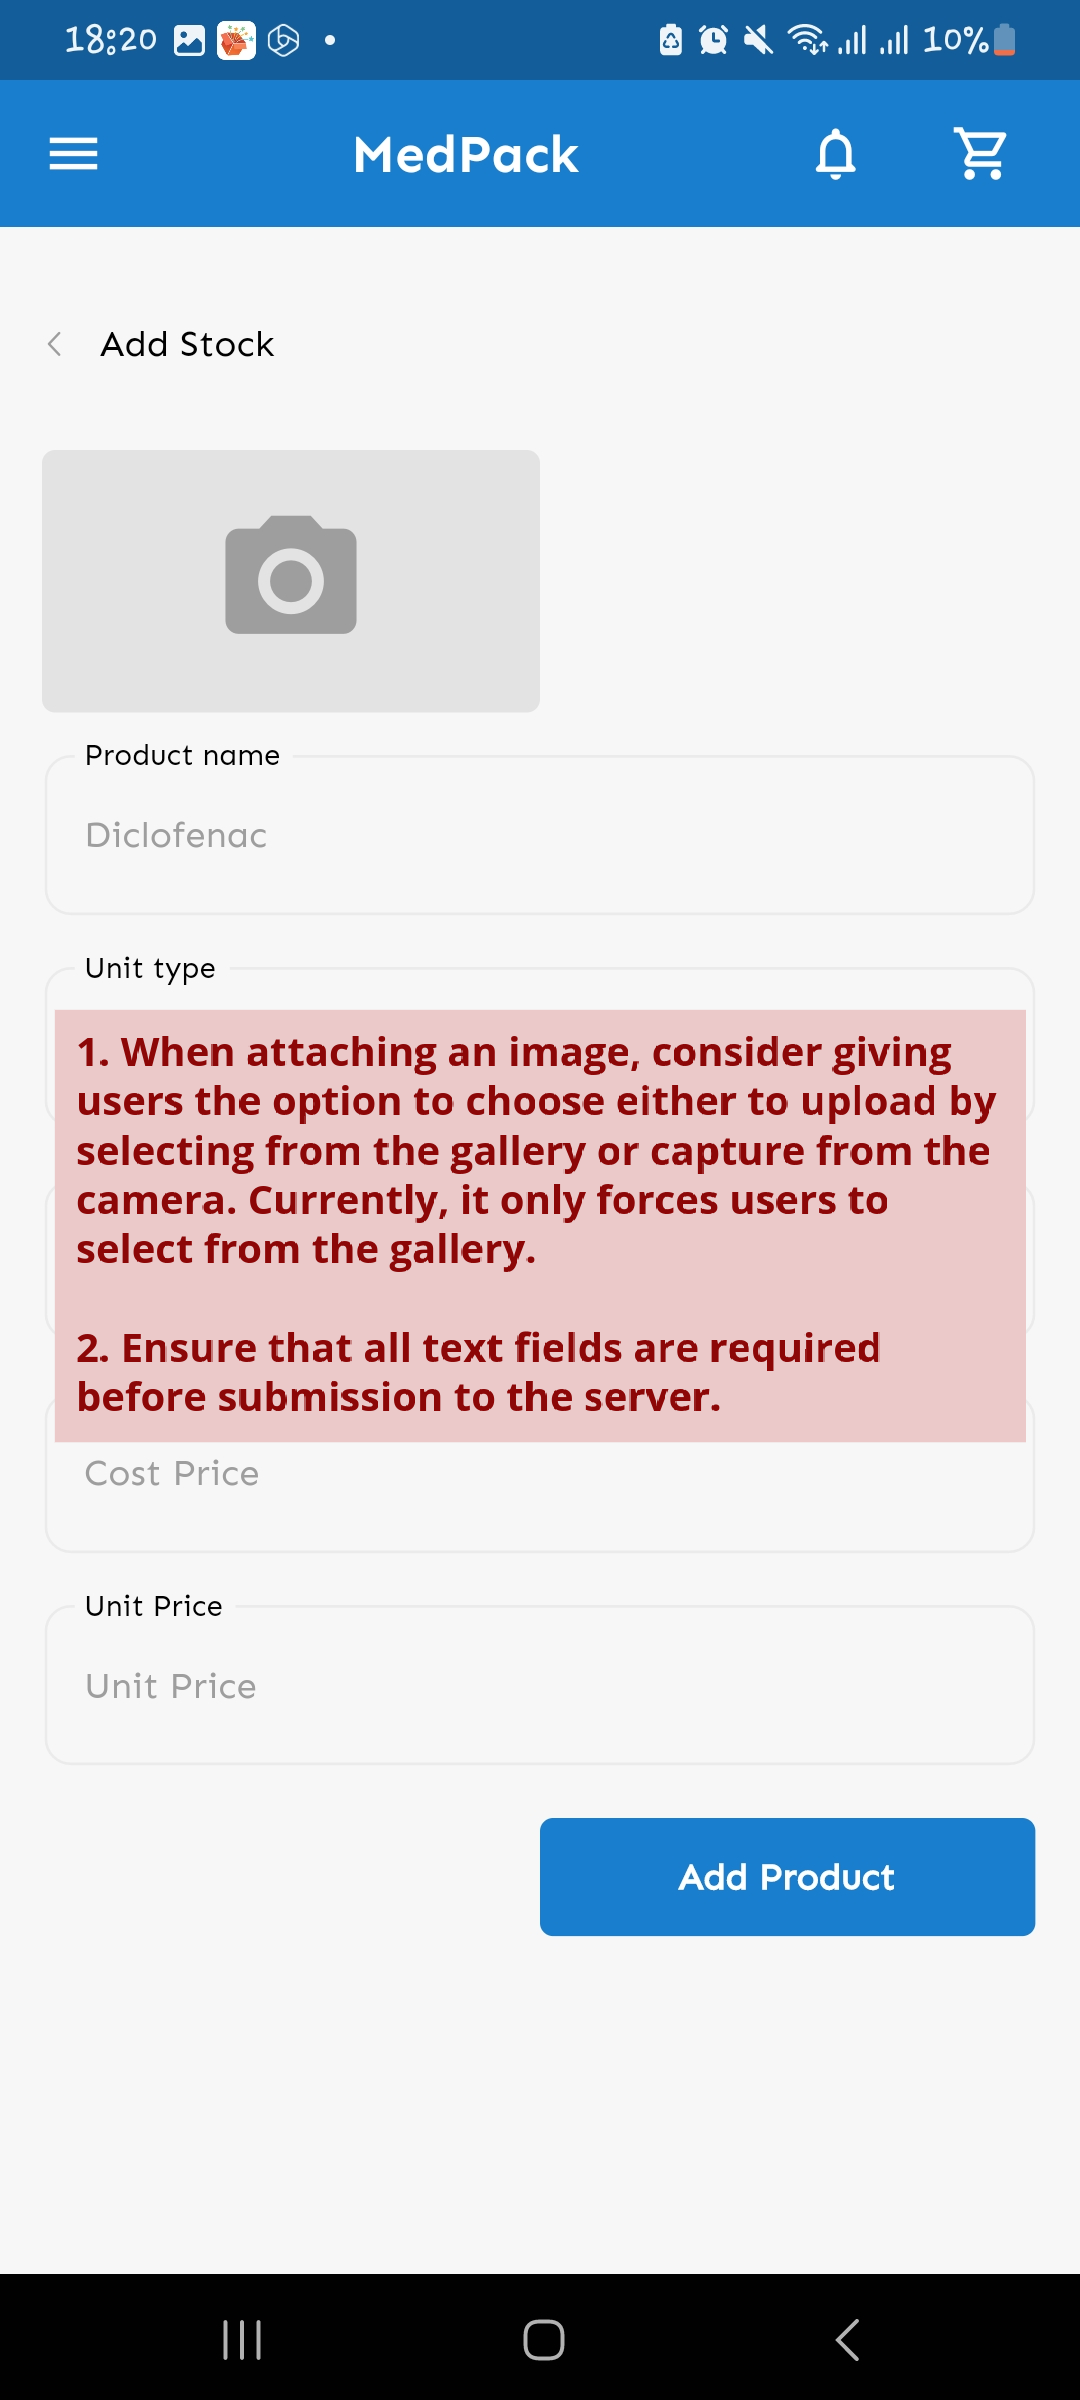 18:20
10%
MedPack
Add Stock
Product name
Diclofenac
Unit type
1. When attaching an image, consider giving
users the option to choose either to upload by
selecting from the gallery or capture from the
camera. Currently, it only forces users to
select from the gallery.
2. Ensure that all text fields are required
before submission to the server.
Cost Price
Unit Price
Unit Price
Add Product